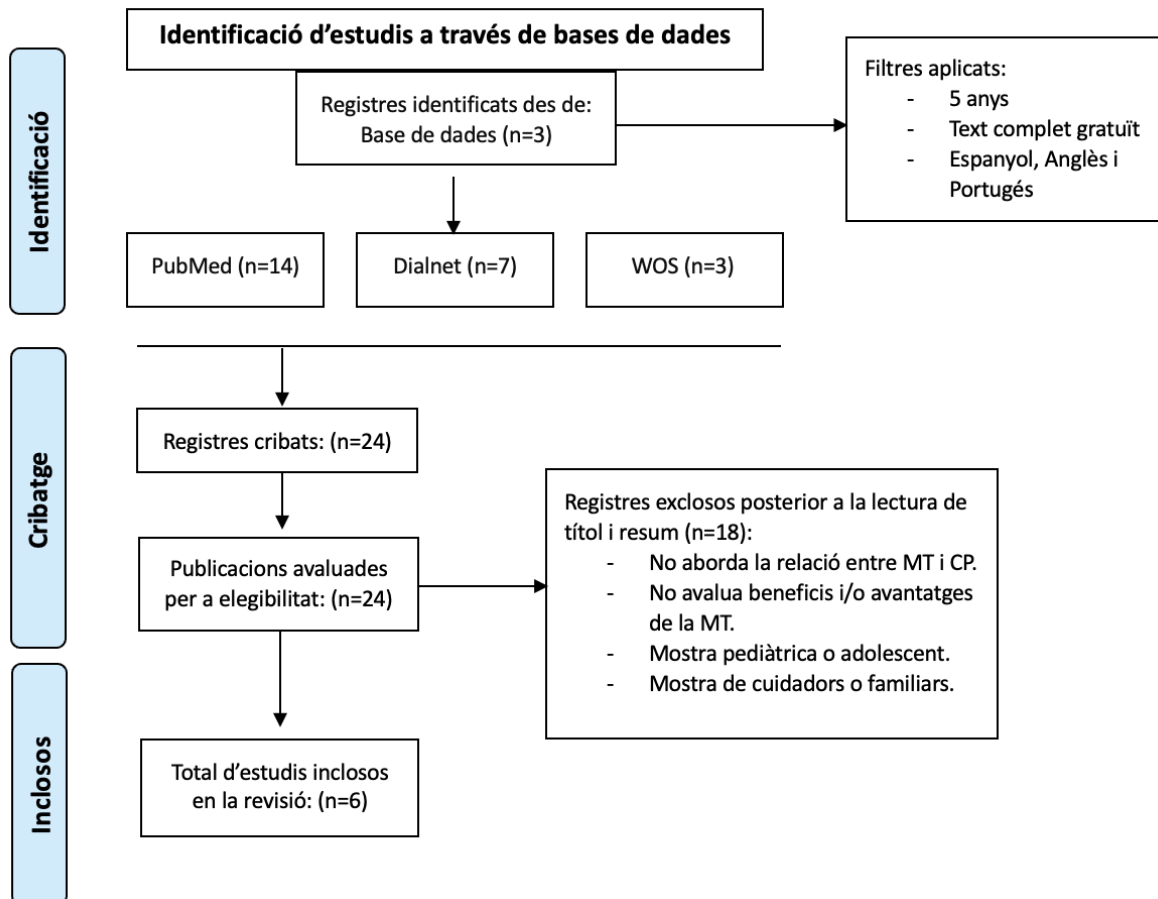 Identificació d'estudis a través de bases de dades
Identificació
Registres identificats des de:
Base de dades (n=3)
Filtres aplicats:
- 5 anys
- Text complet gratuït
- Espanyol, Anglès i
Portugés
PubMed (n=14)
Dialnet (n=7)
WOS (n=3)
Cribatge
Registres cribats: (n=24)
Publicacions avaluades
per a elegibilitat: (n=24)
Registres exclosos posterior a la lectura de
títol i resum (n=18):
- No aborda la relació entre MT i CP.
- No avalua beneficis i/o avantatges
de la MT.
- Mostra pediàtrica o adolescent.
- Mostra de cuidadors o familiars.
Inclosos
Total d'estudis inclosos
en la revisió: (n=6)